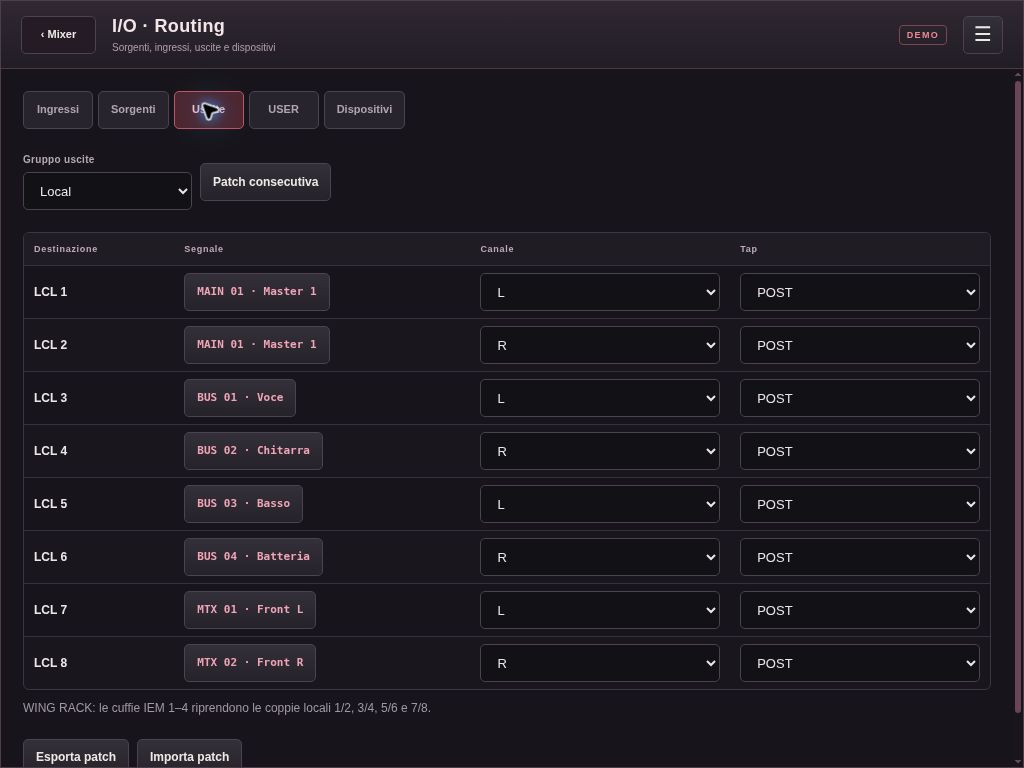 ‹ Mixer
I/O · Routing
Sorgenti, ingressi, uscite e dispositivi
DEMO
Ingressi
Sorgenti
USER
Dispositivi
Gruppo uscite
Local
Patch consecutiva
Destinazione Segnale Canale Tap
LCL 1 MAIN 01 · Master 1 L POST
LCL 2 MAIN 01 · Master 1 R POST
LCL 3 BUS 01 · Voce L POST
LCL 4 BUS 02 · Chitarra R POST
LCL 5 BUS 03 · Basso L POST
LCL 6 BUS 04 · Batteria R POST
LCL 7 MTX 01 · Front L L POST
LCL 8 MTX 02 · Front R R POST
WING RACK: le cuffie IEM 1–4 riprendono le coppie locali 1/2, 3/4, 5/6 e 7/8.
Esporta patch
Importa patch